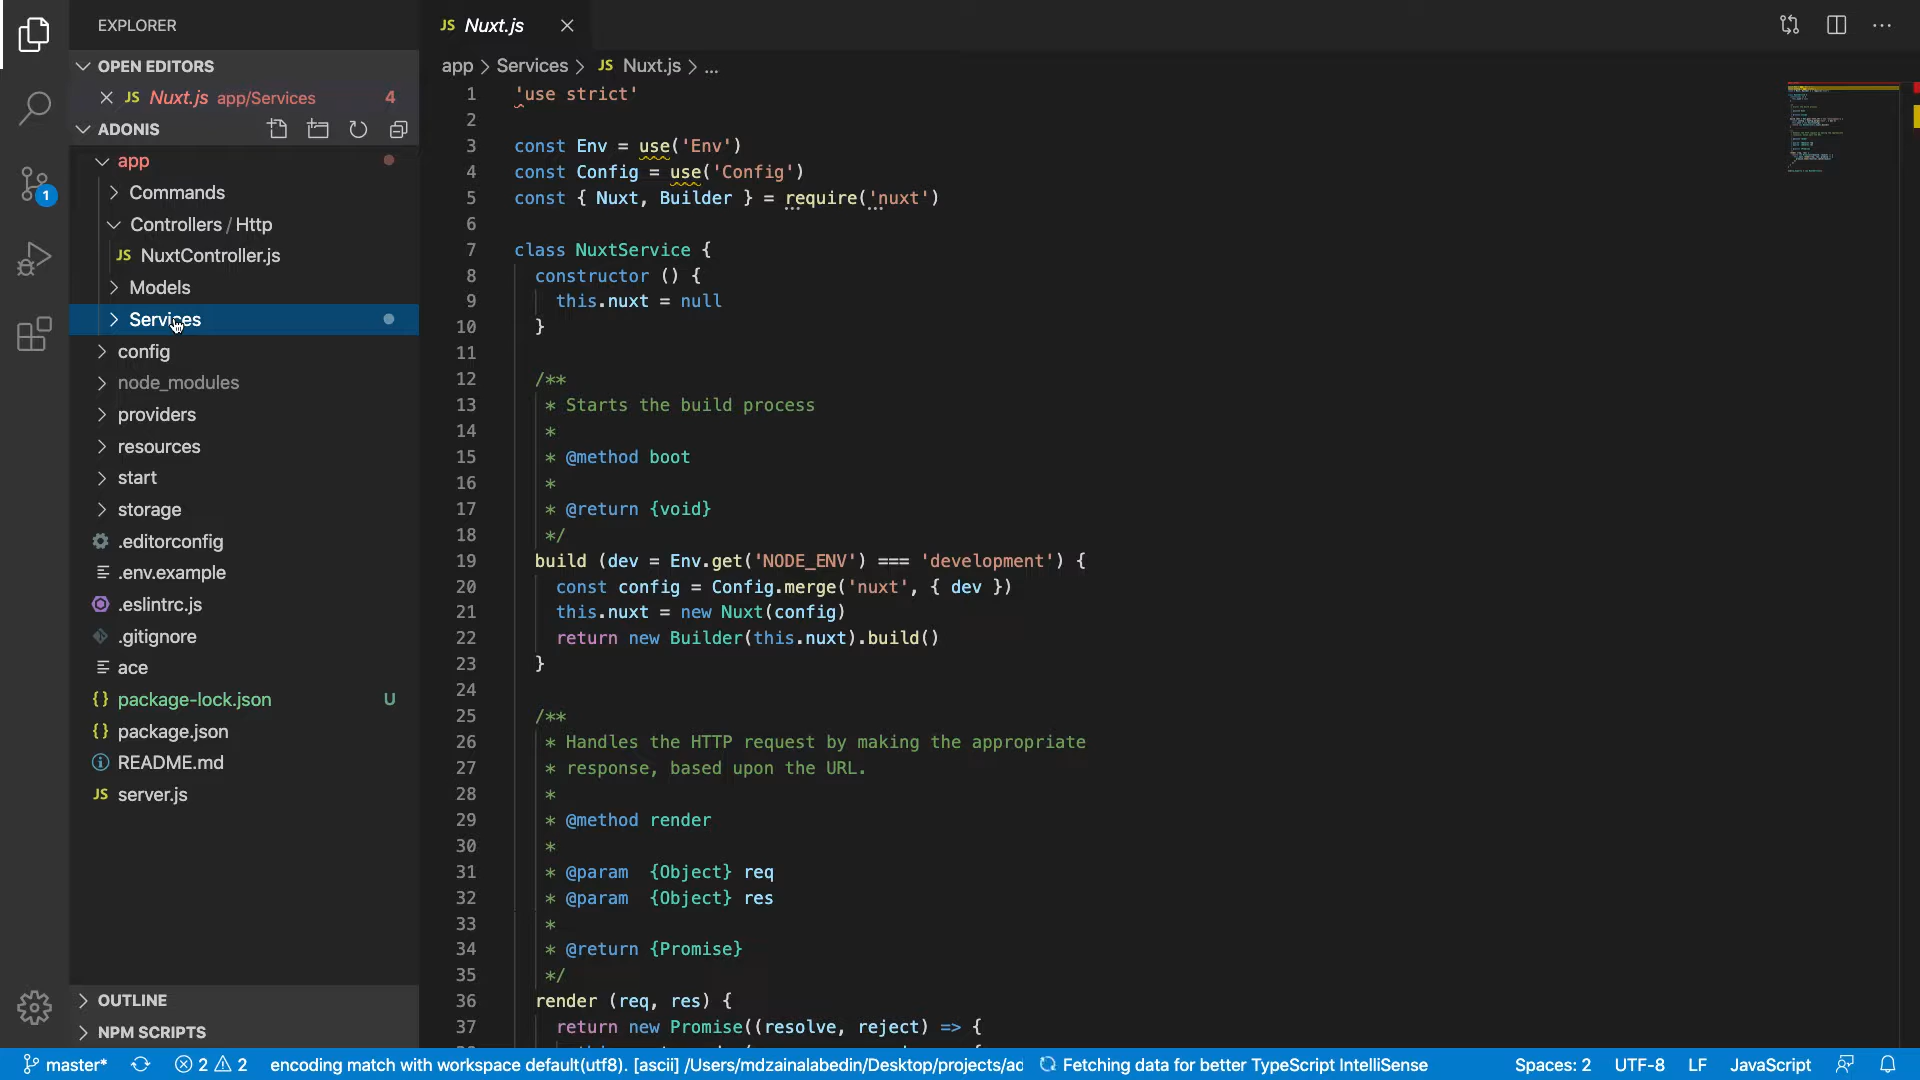 EXPLORER
OPEN EDITORS
JS Nuxt.js app/Services 4
ADONIS
app
Commands
Controllers / Http
JS NuxtController.js
Models
Services
config
node_modules
providers
resources
start
storage
.editorconfig
.env.example
.eslintrc.js
.gitignore
ace
{} package-lock.json U
{} package.json
README.md
JS server.js
OUTLINE
NPM SCRIPTS
1
JS Nuxt.js
app > Services > JS Nuxt.js > ...
1 'use strict'
2
3 const Env = use('Env')
4 const Config = use('Config')
5 const { Nuxt, Builder } = require('nuxt')
6
7 class NuxtService {
8 constructor () {
9 this.nuxt = null
10 }
11
12 /**
13 * Starts the build process
14 *
15 * @method boot
16 *
17 * @return {void}
18 */
19 build (dev = Env.get('NODE_ENV') === 'development') {
20 const config = Config.merge('nuxt', { dev })
21 this.nuxt = new Nuxt(config)
22 return new Builder(this.nuxt).build()
23 }
24
25 /**
26 * Handles the HTTP request by making the appropriate
27 * response, based upon the URL.
28 *
29 * @method render
30 *
31 * @param {Object} req
32 * @param {Object} res
33 *
34 * @return {Promise}
35 */
36 render (req, res) {
37 return new Promise((resolve, reject) => {
master* 2 2 encoding match with workspace default(utf8). [ascii] /Users/mdzainalabedin/Desktop/projects/ad Fetching data for better TypeScript IntelliSense Spaces: 2 UTF-8 LF JavaScript